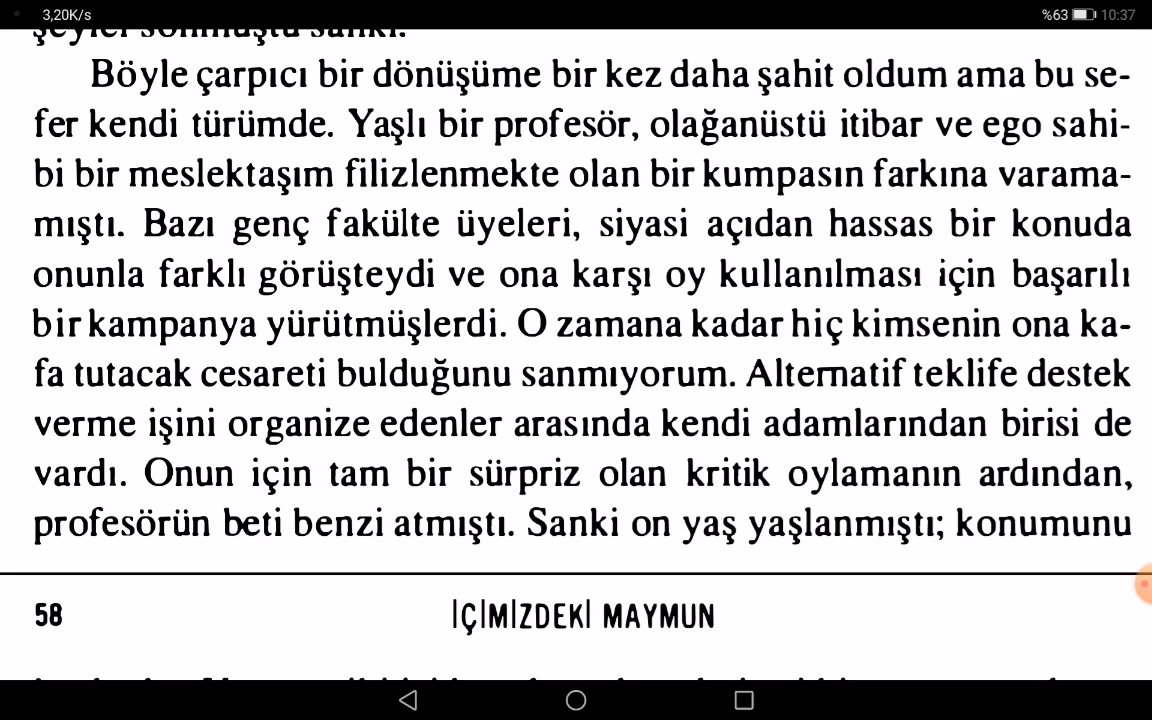 3,20K/s
%63 10:37
şeyler sönmüştü sanki.
Böyle çarpıcı bir dönüşüme bir kez daha şahit oldum ama bu se-
fer kendi türümde. Yaşlı bir profesör, olağanüstü itibar ve ego sahi-
bi bir meslektaşım filizlenmekte olan bir kumpasın farkına varama-
mıştı. Bazı genç fakülte üyeleri, siyasi açıdan hassas bir konuda
onunla farklı görüşteydi ve ona karşı oy kullanılması için başarılı
bir kampanya yürütmüşlerdi. O zamana kadar hiç kimsenin ona ka-
fa tutacak cesareti bulduğunu sanmıyorum. Alternatif teklife destek
verme işini organize edenler arasında kendi adamlarından birisi de
vardı. Onun için tam bir sürpriz olan kritik oylamanın ardından,
profesörün beti benzi atmıştı. Sanki on yaş yaşlanmıştı; konumunu
58
İÇİMİZDEKİ MAYMUN